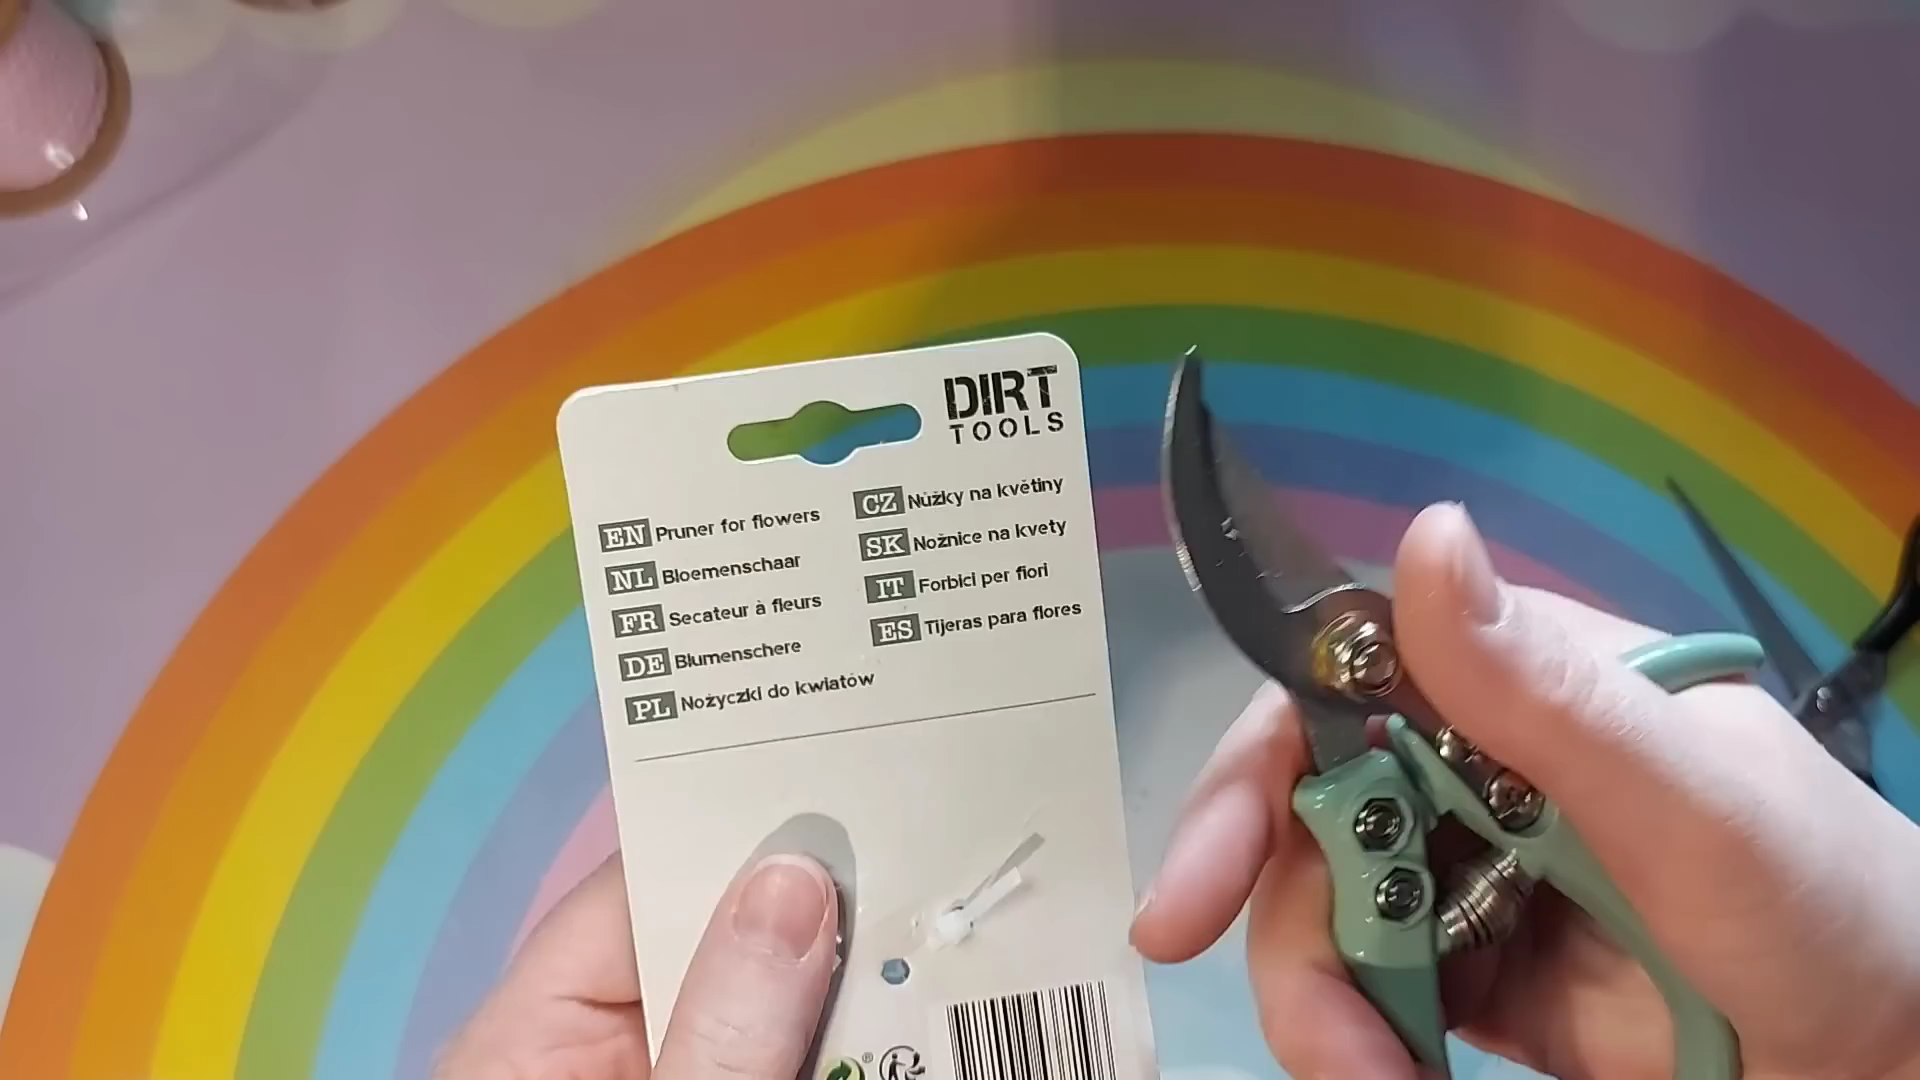 DIRT
TOOLS
EN Pruner for flowers
NL Bloemenschaar
FR Secateur à fleurs
DE Blumenschere
PL Nożyczki do kwiatów
CZ Nůžky na květiny
SK Nožnice na kvety
IT Forbici per fiori
ES Tijeras para flores
®